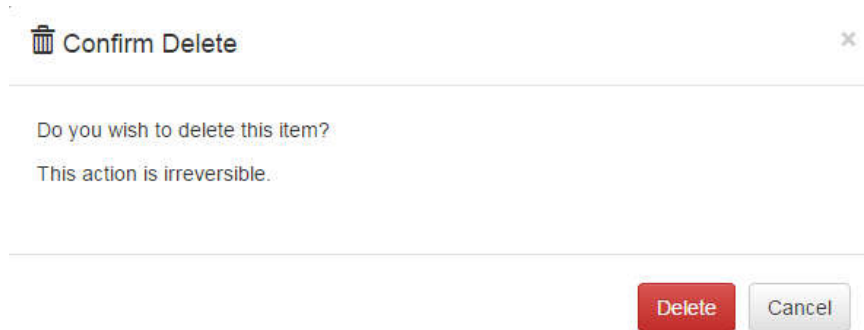 Confirm Delete
×
Do you wish to delete this item?
This action is irreversible.
Delete Cancel